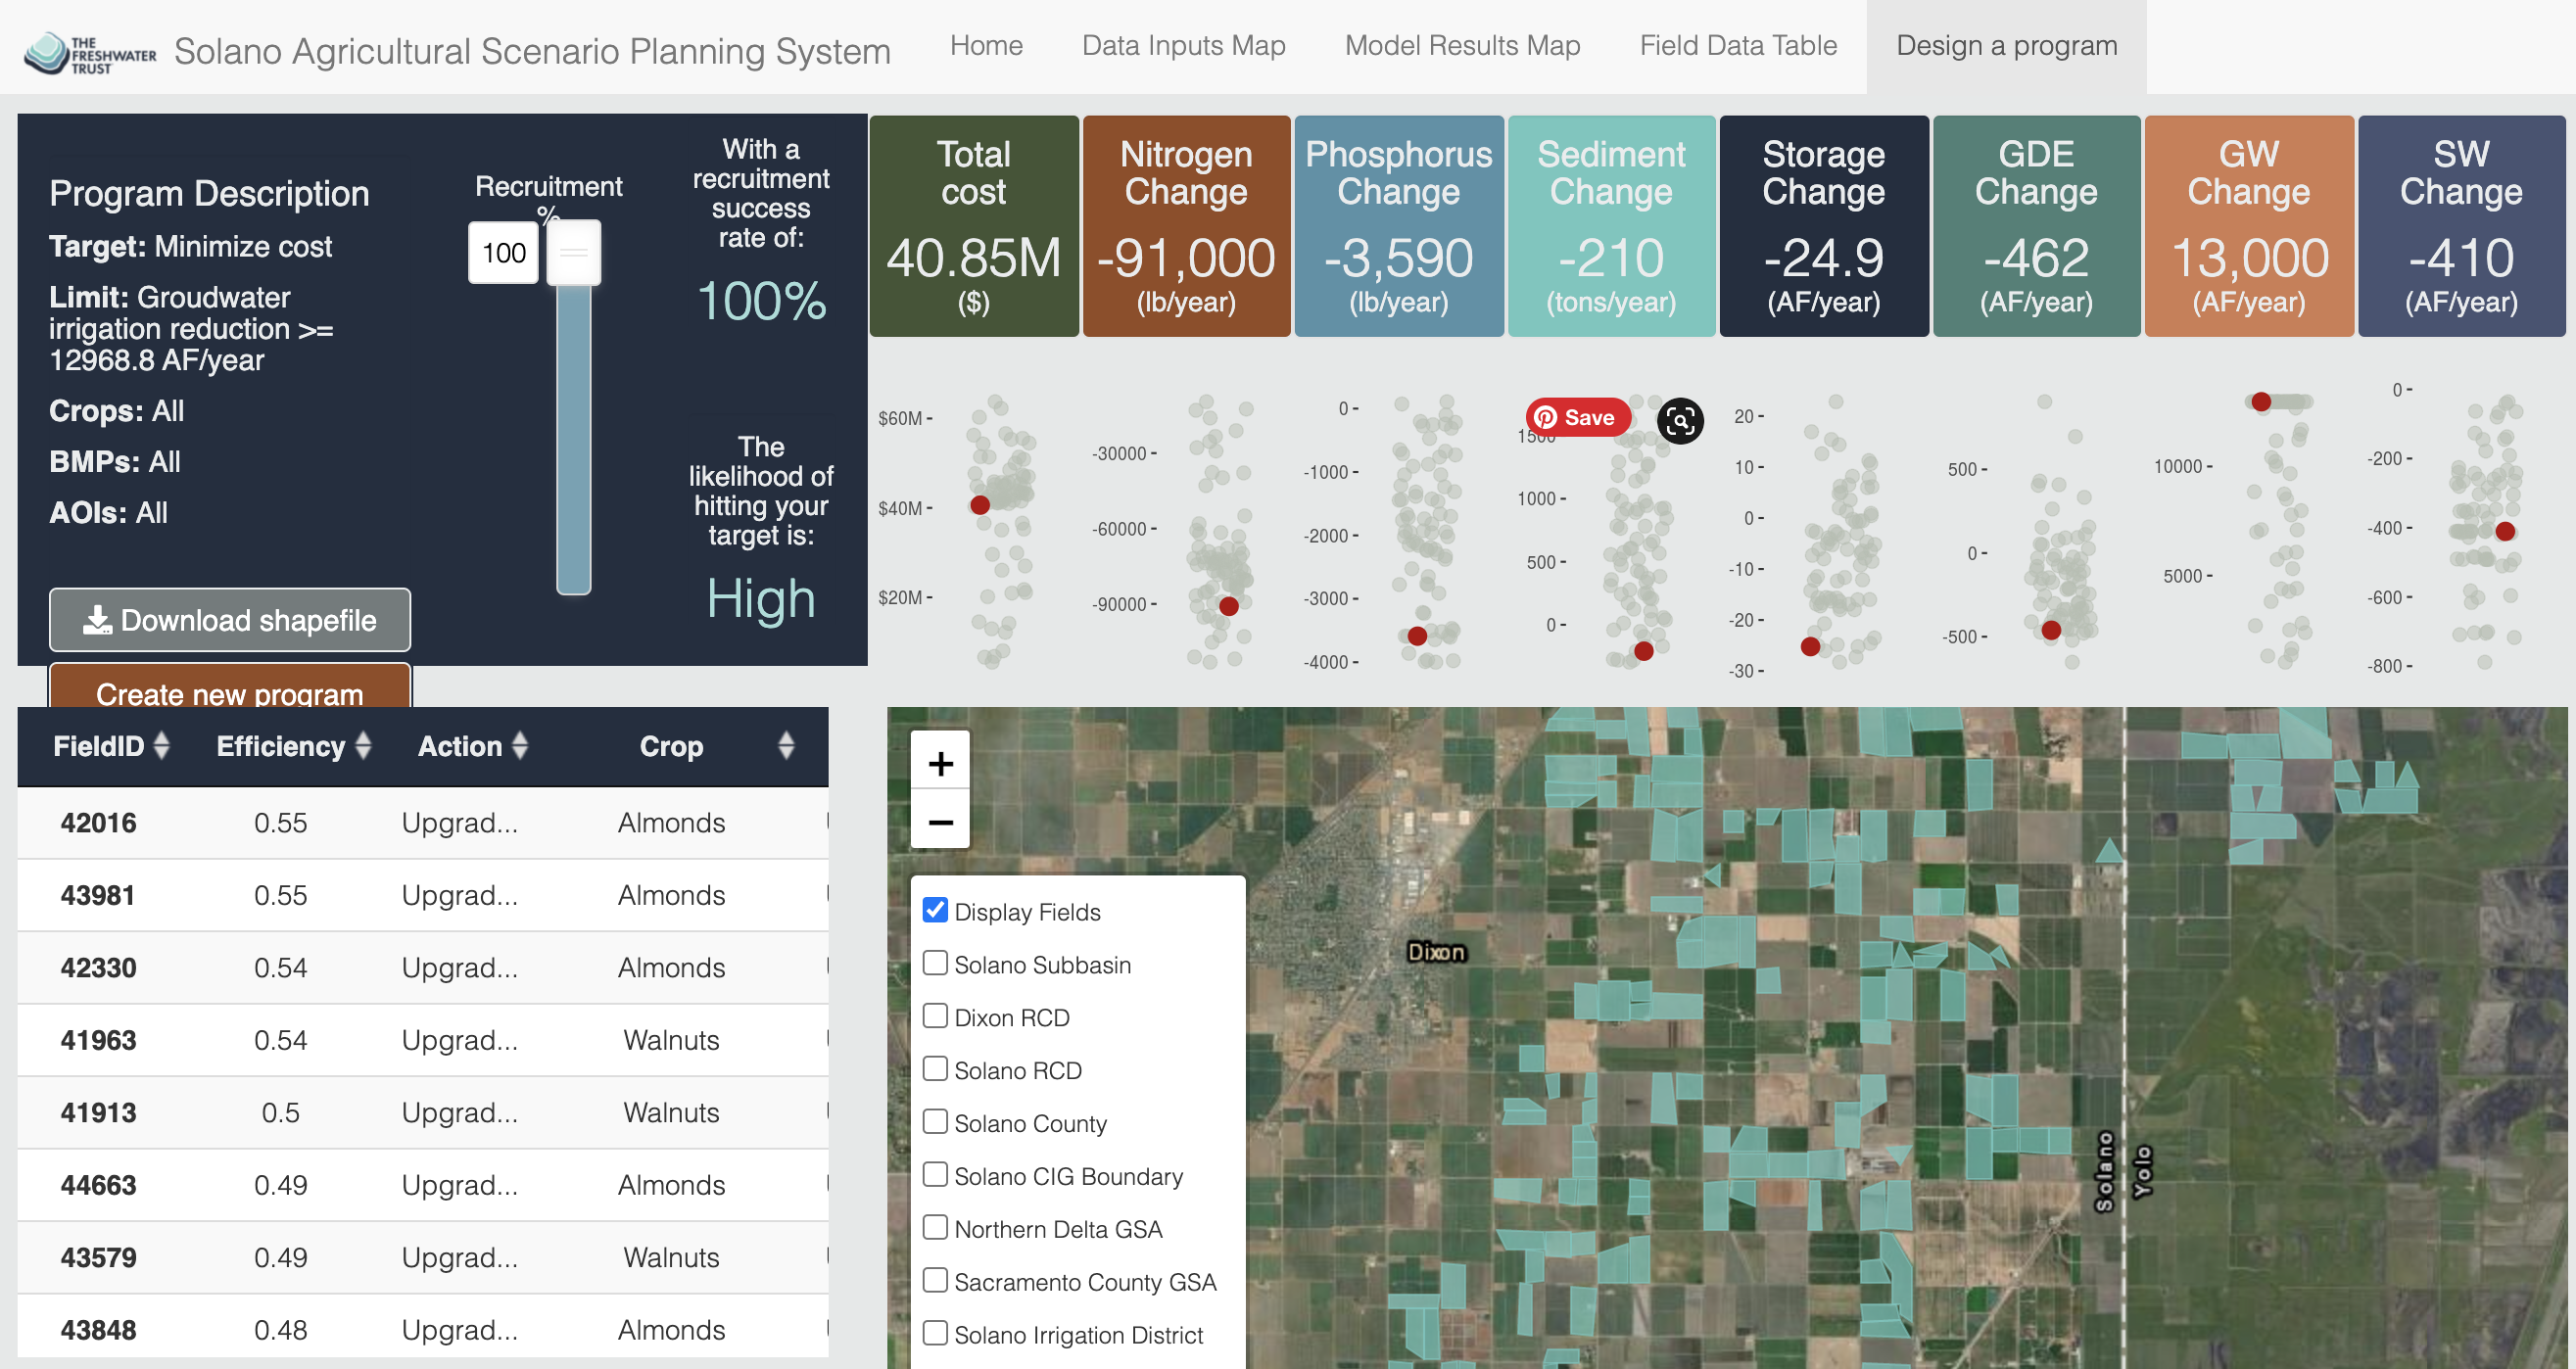 THE
FRESHWATER
TRUST
Solano Agricultural Scenario Planning System
Home
Data Inputs Map
Model Results Map
Field Data Table
Design a program
Program Description
Target: Minimize cost
Limit: Groudwater
irrigation reduction >=
12968.8 AF/year
Crops: All
BMPs: All
AOIs: All
Download shapefile
Create new program
Recruitment
%
100
With a
recruitment
success
rate of:
100%
The
likelihood of
hitting your
target is:
High
Total
cost
40.85M
($)
Nitrogen
Change
-91,000
(lb/year)
Phosphorus
Change
-3,590
(lb/year)
Sediment
Change
-210
(tons/year)
Storage
Change
-24.9
(AF/year)
GDE
Change
-462
(AF/year)
GW
Change
13,000
(AF/year)
SW
Change
-410
(AF/year)
$60M
$40M
$20M
-30000
-60000
-90000
0
-1000
-2000
-3000
-4000
Save
1500
1000
500
0
20
10
0
-10
-20
-30
500
0
-500
10000
5000
0
-200
-400
-600
-800
FieldID Efficiency Action Crop
42016 0.55 Upgrad... Almonds
43981 0.55 Upgrad... Almonds
42330 0.54 Upgrad... Almonds
41963 0.54 Upgrad... Walnuts
41913 0.5 Upgrad... Walnuts
44663 0.49 Upgrad... Almonds
43579 0.49 Upgrad... Walnuts
43848 0.48 Upgrad... Almonds
+
−
Display Fields
Solano Subbasin
Dixon RCD
Solano RCD
Solano County
Solano CIG Boundary
Northern Delta GSA
Sacramento County GSA
Solano Irrigation District
Dixon
Solano
Yolo